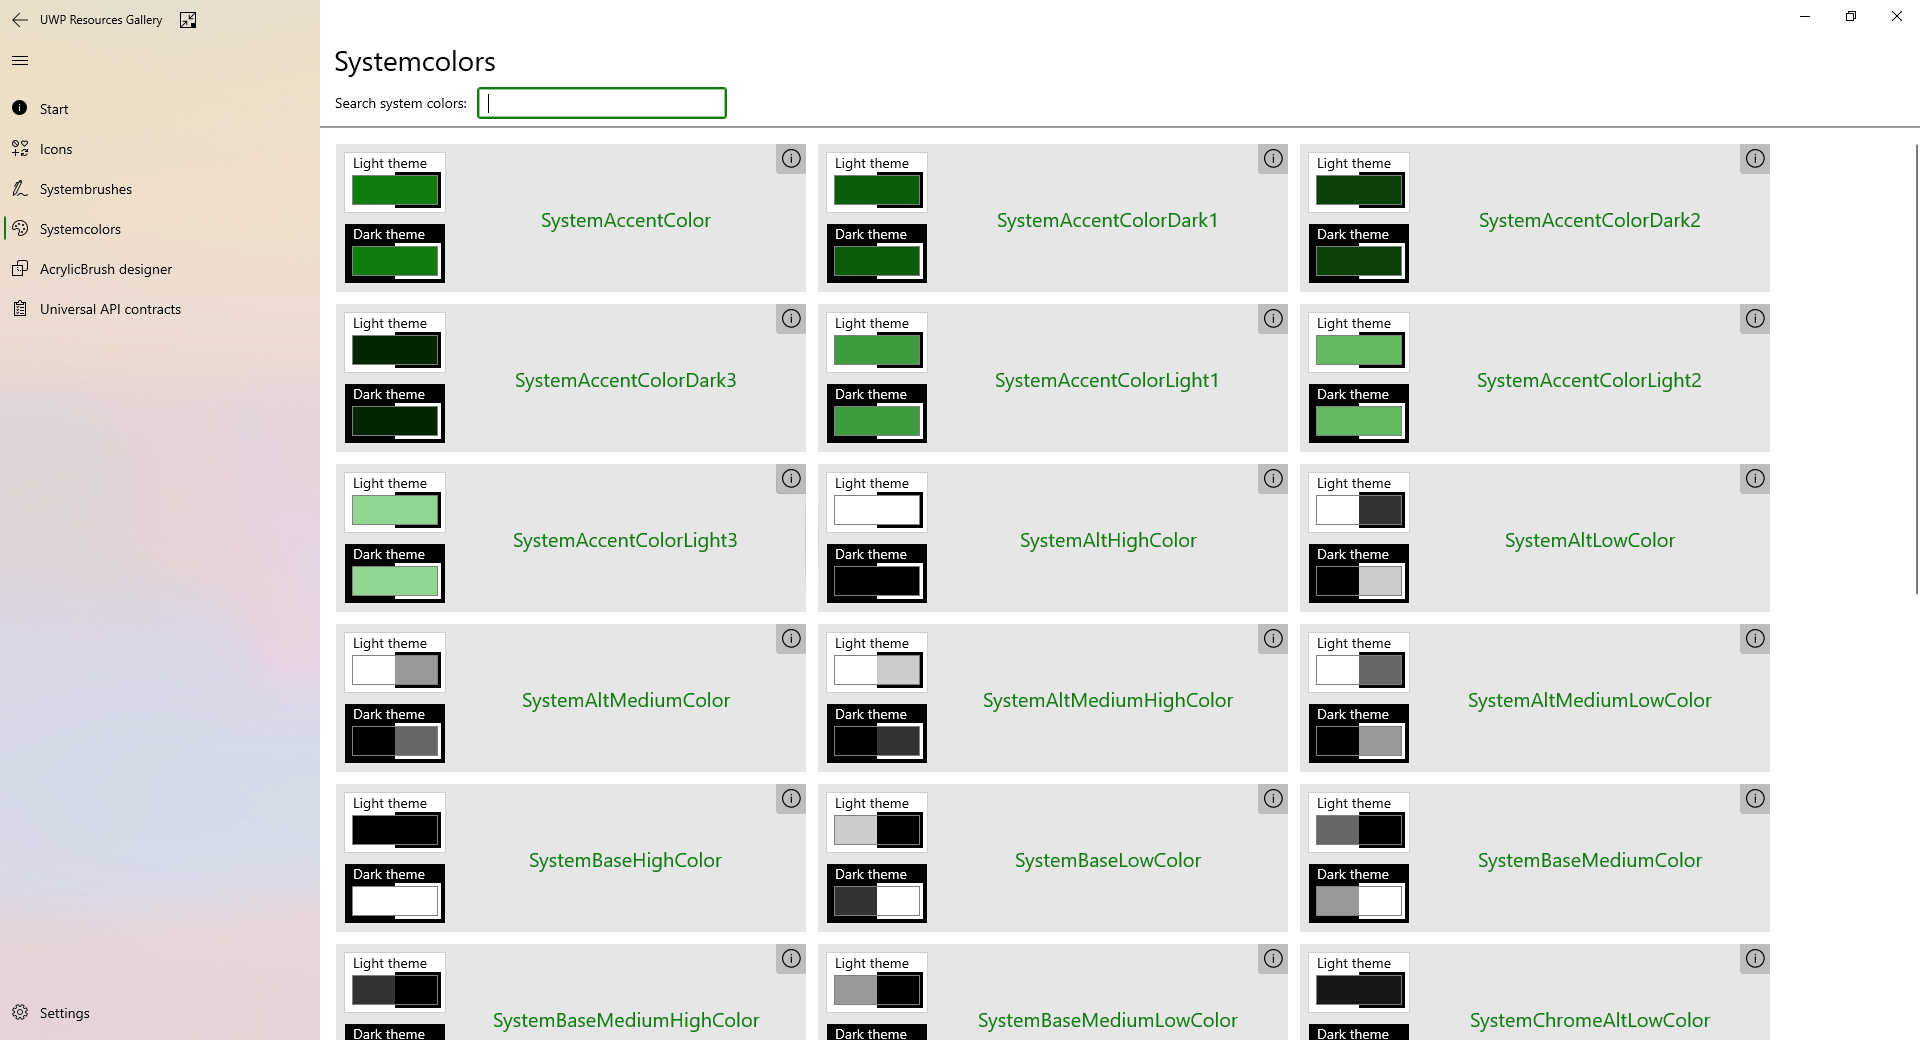 UWP Resources Gallery
Start
Icons
Systembrushes
Systemcolors
AcrylicBrush designer
Universal API contracts
Settings
Systemcolors
Search system colors:
Light theme
Dark theme
SystemAccentColor
Light theme
Dark theme
SystemAccentColorDark1
Light theme
Dark theme
SystemAccentColorDark2
Light theme
Dark theme
SystemAccentColorDark3
Light theme
Dark theme
SystemAccentColorLight1
Light theme
Dark theme
SystemAccentColorLight2
Light theme
Dark theme
SystemAccentColorLight3
Light theme
Dark theme
SystemAltHighColor
Light theme
Dark theme
SystemAltLowColor
Light theme
Dark theme
SystemAltMediumColor
Light theme
Dark theme
SystemAltMediumHighColor
Light theme
Dark theme
SystemAltMediumLowColor
Light theme
Dark theme
SystemBaseHighColor
Light theme
Dark theme
SystemBaseLowColor
Light theme
Dark theme
SystemBaseMediumColor
Light theme
Dark theme
SystemBaseMediumHighColor
Light theme
Dark theme
SystemBaseMediumLowColor
Light theme
Dark theme
SystemChromeAltLowColor